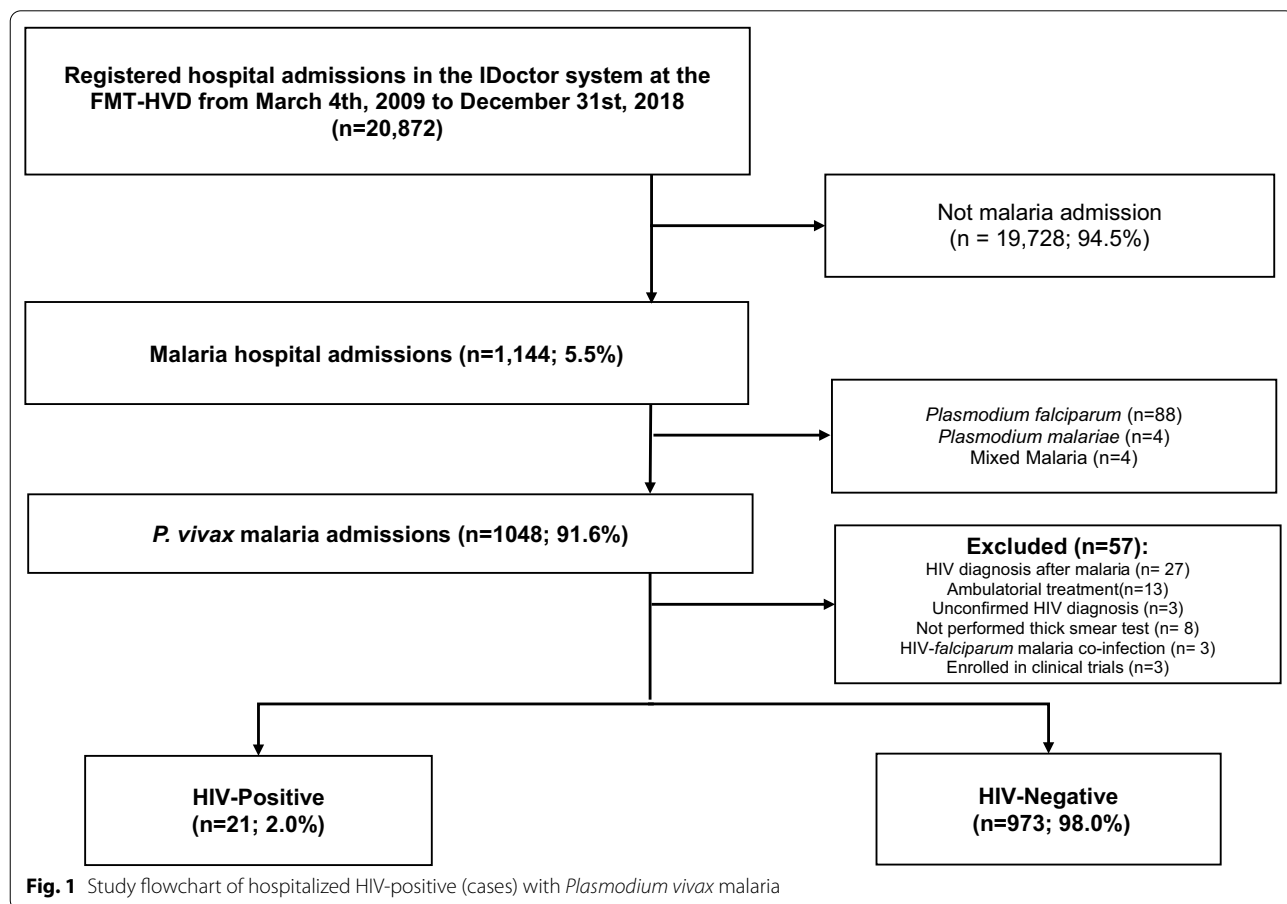 Registered hospital admissions in the IDoctor system at the
FMT-HVD from March 4th, 2009 to December 31st, 2018
(n=20,872)
Not malaria admission
(n = 19,728; 94.5%)
Malaria hospital admissions (n=1,144; 5.5%)
Plasmodium falciparum (n=88)
Plasmodium malariae (n=4)
Mixed Malaria (n=4)
P. vivax malaria admissions (n=1048; 91.6%)
Excluded (n=57):
HIV diagnosis after malaria (n= 27)
Ambulatorial treatment(n=13)
Unconfirmed HIV diagnosis (n=3)
Not performed thick smear test (n= 8)
HIV-falciparum malaria co-infection (n= 3)
Enrolled in clinical trials (n=3)
HIV-Positive
(n=21; 2.0%)
HIV-Negative
(n=973; 98.0%)
Fig. 1 Study flowchart of hospitalized HIV-positive (cases) with Plasmodium vivax malaria